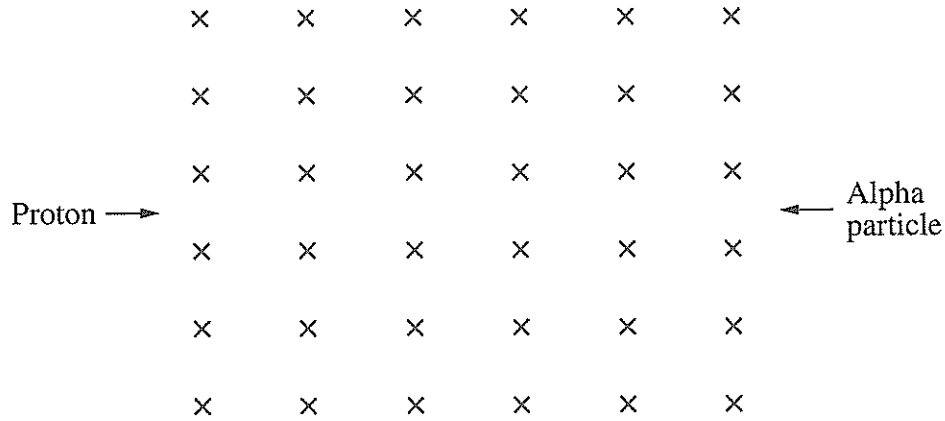 × × × × × ×
× × × × × ×
× × × × × ×
Proton
Alpha
particle
× × × × × ×
× × × × × ×
× × × × × ×